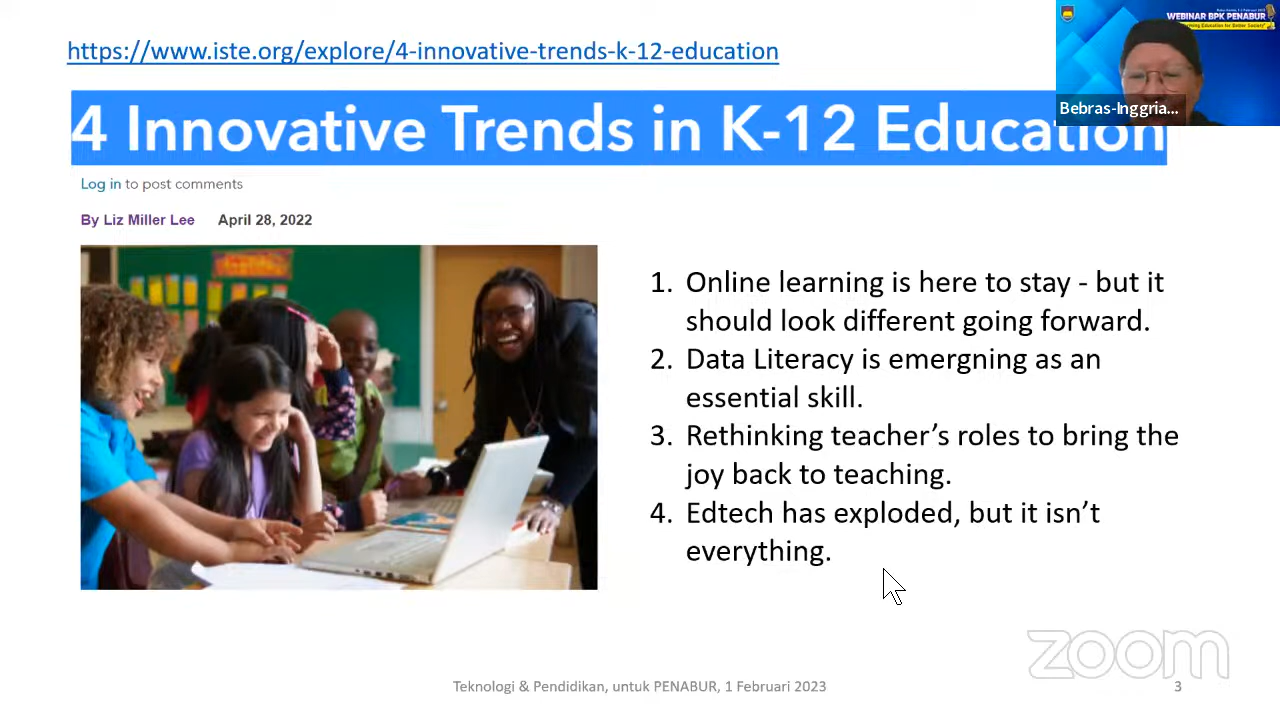 https://www.iste.org/explore/4-innovative-trends-k-12-education
WEBINAR BPK PENABUR
4 Innovative Trends in K-12 Education
Bebras-Inggria...
Log in to post comments
By Liz Miller Lee April 28, 2022
1. Online learning is here to stay - but it
should look different going forward.
2. Data Literacy is emergning as an
essential skill.
3. Rethinking teacher’s roles to bring the
joy back to teaching.
4. Edtech has exploded, but it isn’t
everything.
zoom
Teknologi & Pendidikan, untuk PENABUR, 1 Februari 2023
3